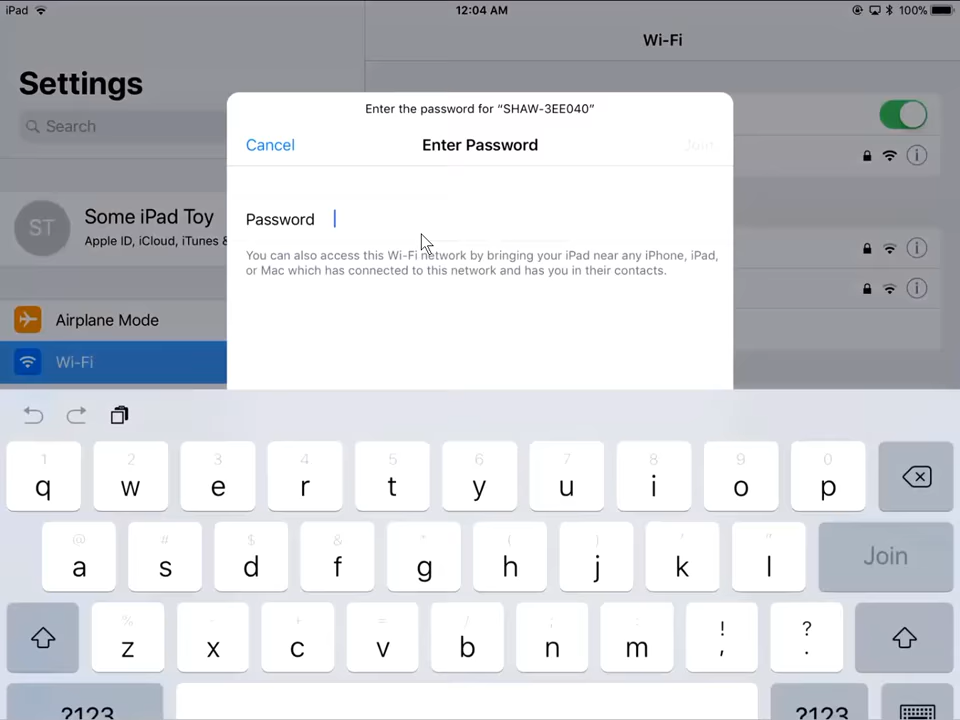 iPad
12:04 AM
100%
Settings
Wi-Fi
Search
Enter the password for “SHAW-3EE040”
Cancel
Enter Password
Join
Password
You can also access this Wi-Fi network by bringing your iPad near any iPhone, iPad,
or Mac which has connected to this network and has you in their contacts.
ST
Some iPad Toy
Apple ID, iCloud, iTunes &
Airplane Mode
Wi-Fi
1 2 3 4 5 6 7 8 9 0
q w e r t y u i o p
@ # $ & * ( ) ' "
a s d f g h j k l
Join
% - + = / ; : ! ?
z x c v b n m , .
?123
?123